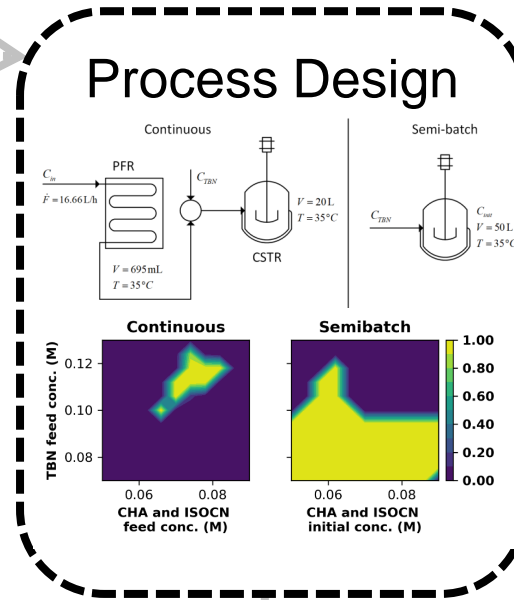 Process Design
Continuous
Semi-batch
PFR
C_in
Ḟ = 16.66 L/h
V = 695 mL
T = 35°C
C_TBN
V = 20 L
T = 35°C
CSTR
C_TBN
C_init
V = 50 L
T = 35°C
Continuous
Semibatch
TBN feed conc. (M)
0.12
0.10
0.08
0.06
0.08
CHA and ISOCN
feed conc. (M)
0.06
0.08
CHA and ISOCN
initial conc. (M)
1.00
0.80
0.60
0.40
0.20
0.00